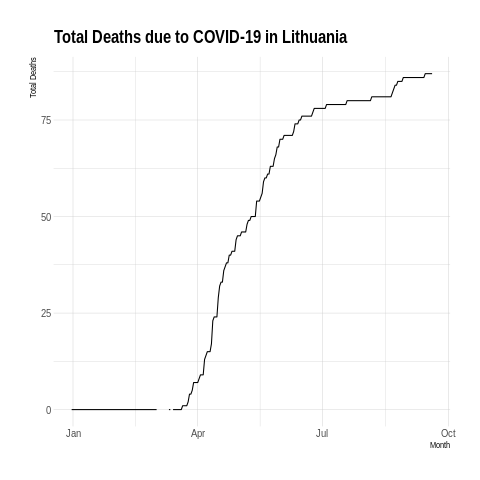 Total Deaths due to COVID-19 in Lithuania
Total Deaths
75
50
25
0
Jan Apr Jul Oct
Month